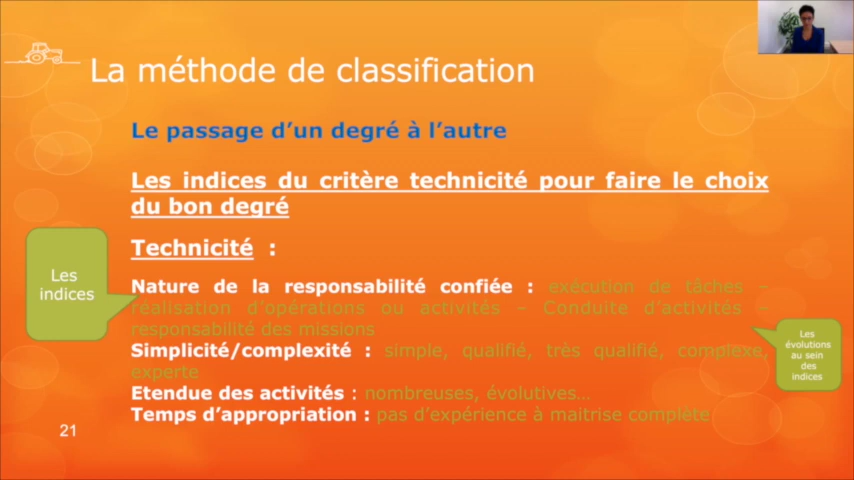 La méthode de classification
Le passage d'un degré à l'autre
Les indices du critère technicité pour faire le choix
du bon degré
Technicité :
Les
indices
Nature de la responsabilité confiée : exécution de tâches –
réalisation d'opérations ou activités – Conduite d'activités –
responsabilité des missions
Simplicité/complexité : simple, qualifié, très qualifié, complexe,
experte
Etendue des activités : nombreuses, évolutives…
Temps d'appropriation : pas d'expérience à maitrise complète
Les
évolutions
au sein
des
indices
21